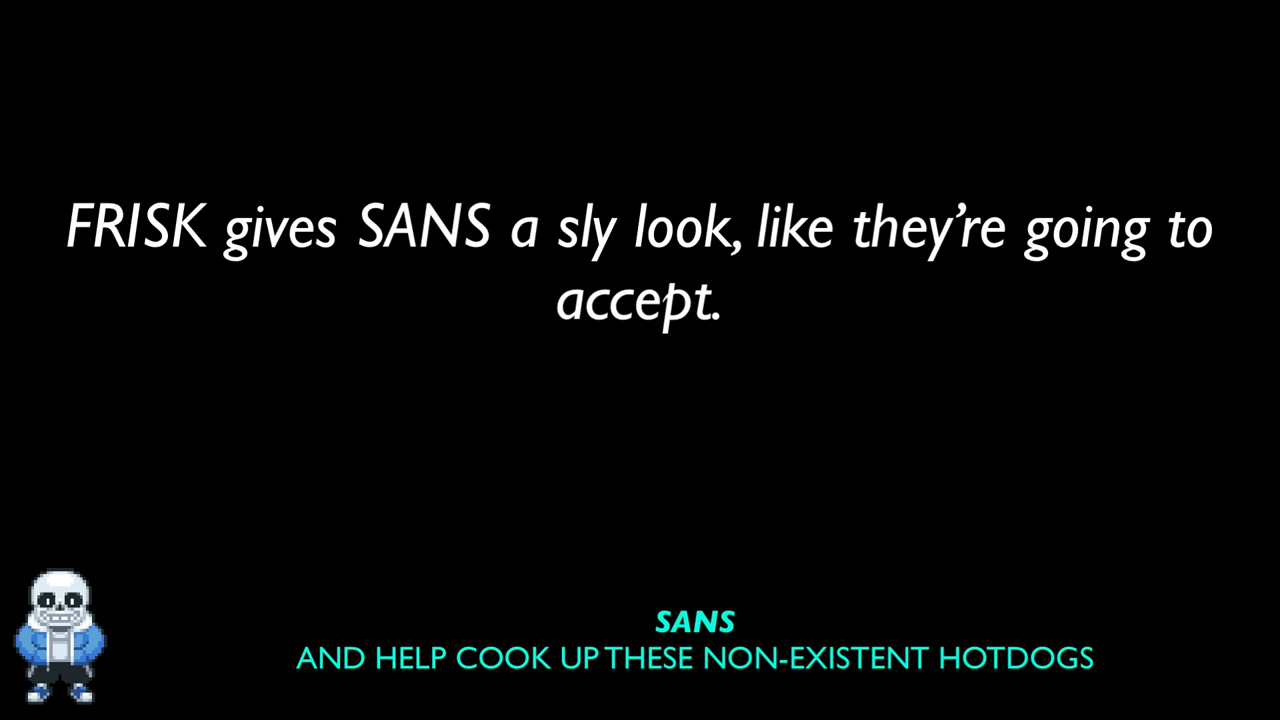 FRISK gives SANS a sly look, like they’re going to
accept.
SANS
AND HELP COOK UP THESE NON-EXISTENT HOTDOGS